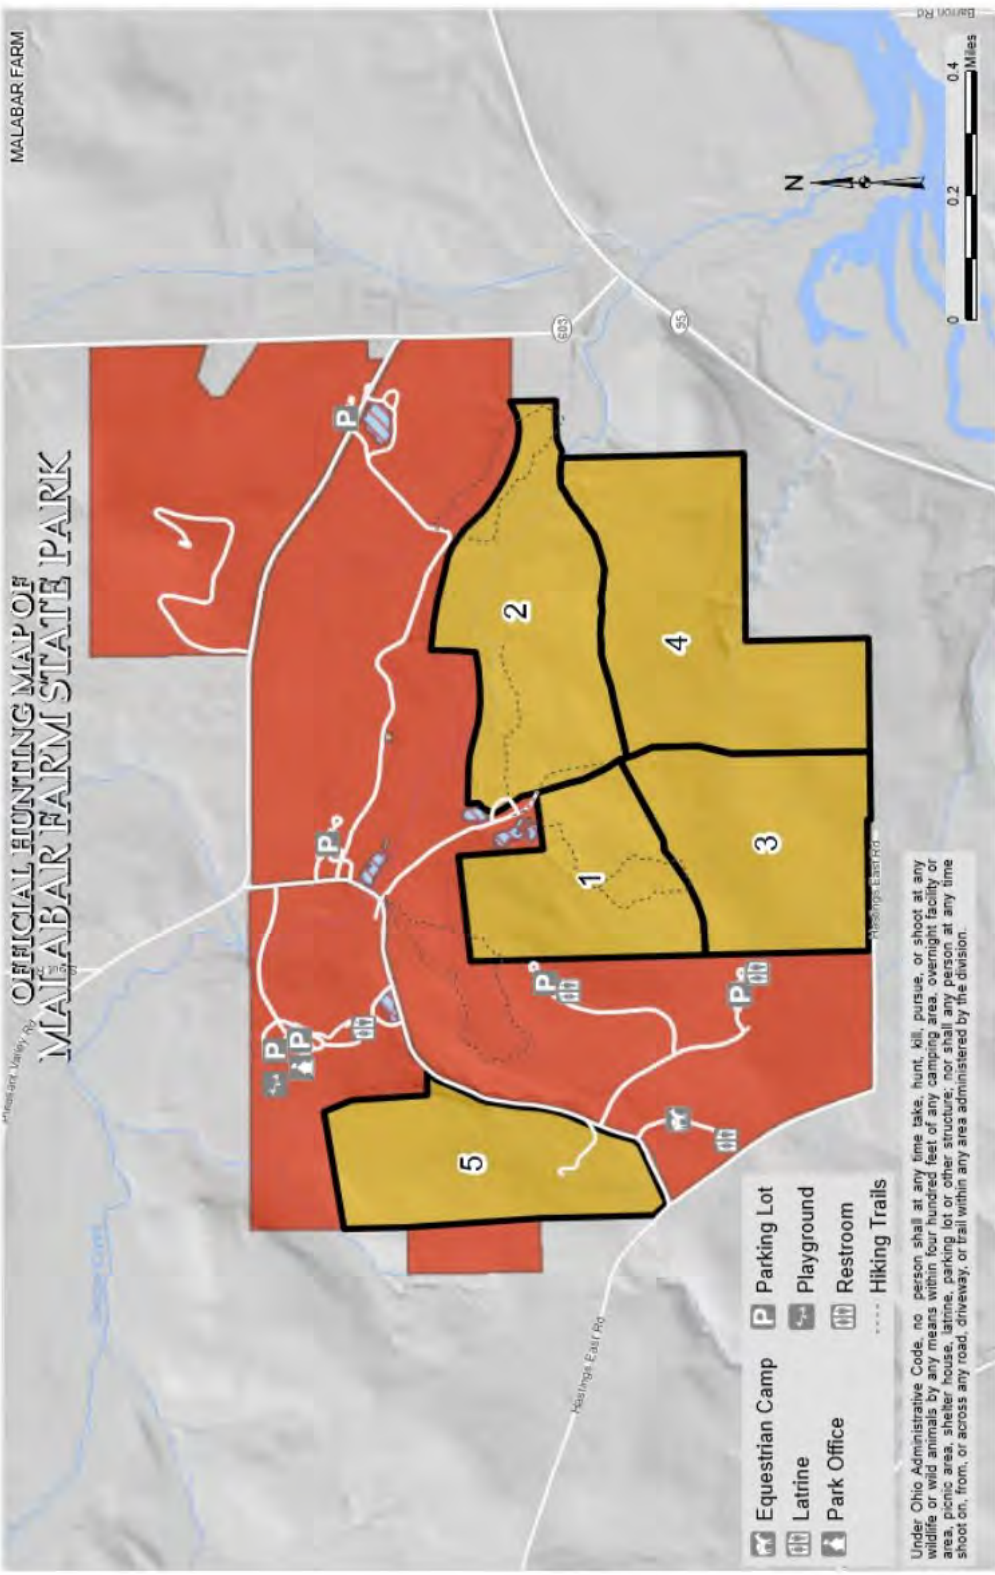 MALABAR FARM
OFFICIAL HUNTING MAP OF
MALABAR FARM STATE PARK
Pleasant Valley Rd
603
95
Barron Rd
2
4
1
3
5
Hastings East Rd
Hastings East Rd
N
0 0.2 0.4
Miles
Equestrian Camp
Latrine
Park Office
P Parking Lot
Playground
Restroom
Hiking Trails
P
P
P
P
P
P
Under Ohio Administrative Code, no person shall at any time take, hunt, kill, pursue, or shoot at any
wildlife or wild animals by any means within four hundred feet of any camping area, overnight facility or
area, picnic area, shelter house, latrine, parking lot or other structure; nor shall any person at any time
shoot on, from, or across any road, driveway, or trail within any area administered by the division.